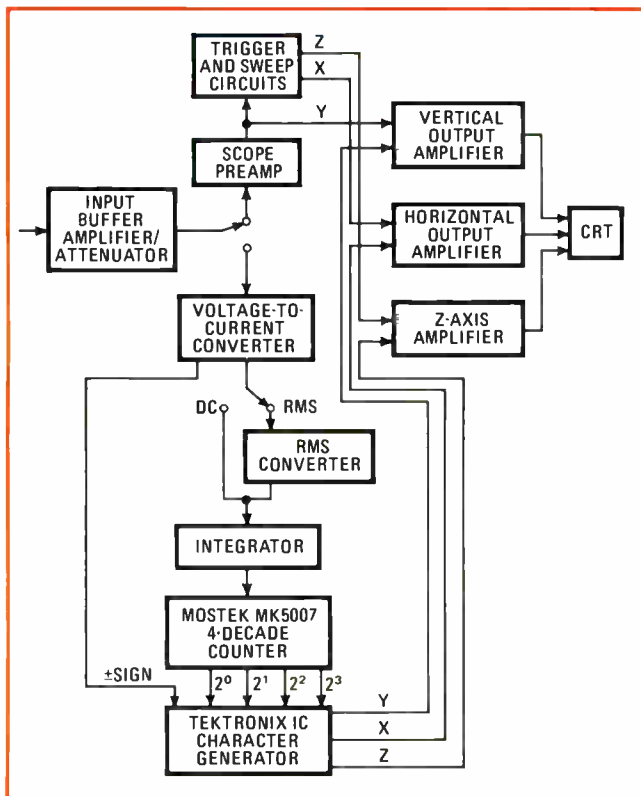 TRIGGER
AND SWEEP
CIRCUITS
Z
X
Y
VERTICAL
OUTPUT
AMPLIFIER
SCOPE
PREAMP
INPUT
BUFFER
AMPLIFIER/
ATTENUATOR
HORIZONTAL
OUTPUT
AMPLIFIER
CRT
VOLTAGE-TO-
CURRENT
CONVERTER
Z-AXIS
AMPLIFIER
DC
RMS
RMS
CONVERTER
INTEGRATOR
MOSTEK MK5007
4-DECADE
COUNTER
±SIGN
2⁰
2¹
2²
2³
TEKTRONIX IC
CHARACTER
GENERATOR
Y
X
Z